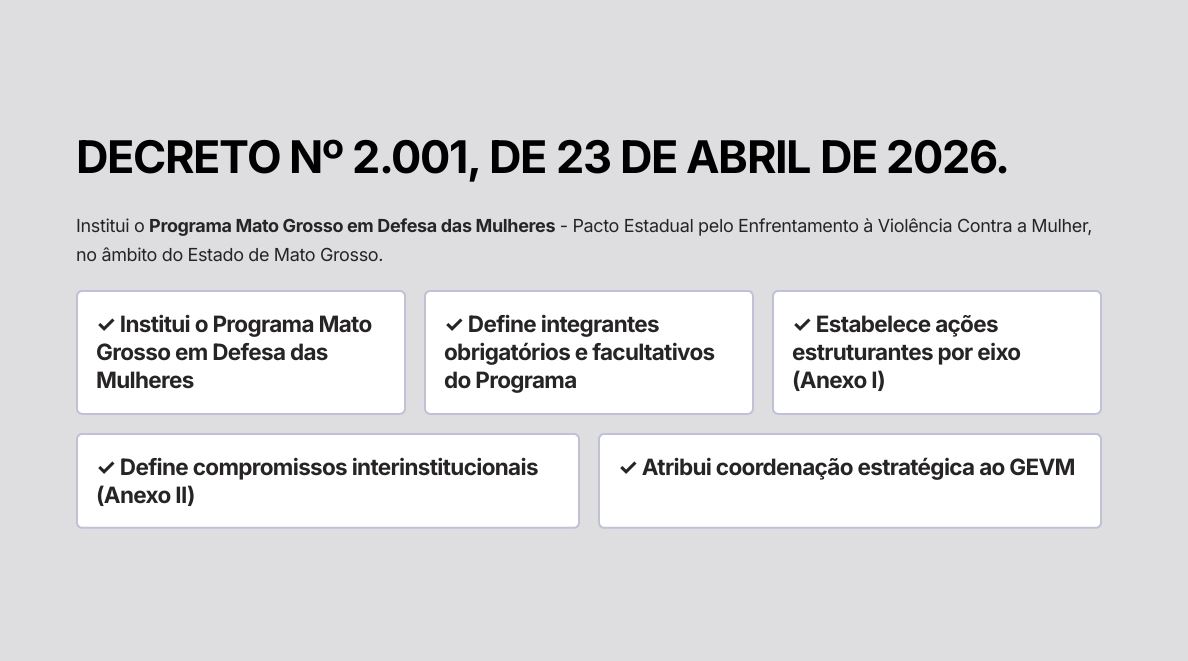 DECRETO Nº 2.001, DE 23 DE ABRIL DE 2026.
Institui o Programa Mato Grosso em Defesa das Mulheres - Pacto Estadual pelo Enfrentamento à Violência Contra a Mulher,
no âmbito do Estado de Mato Grosso.
✓ Institui o Programa Mato
Grosso em Defesa das
Mulheres
✓ Define integrantes
obrigatórios e facultativos
do Programa
✓ Estabelece ações
estruturantes por eixo
(Anexo I)
✓ Define compromissos interinstitucionais
(Anexo II)
✓ Atribui coordenação estratégica ao GEVM